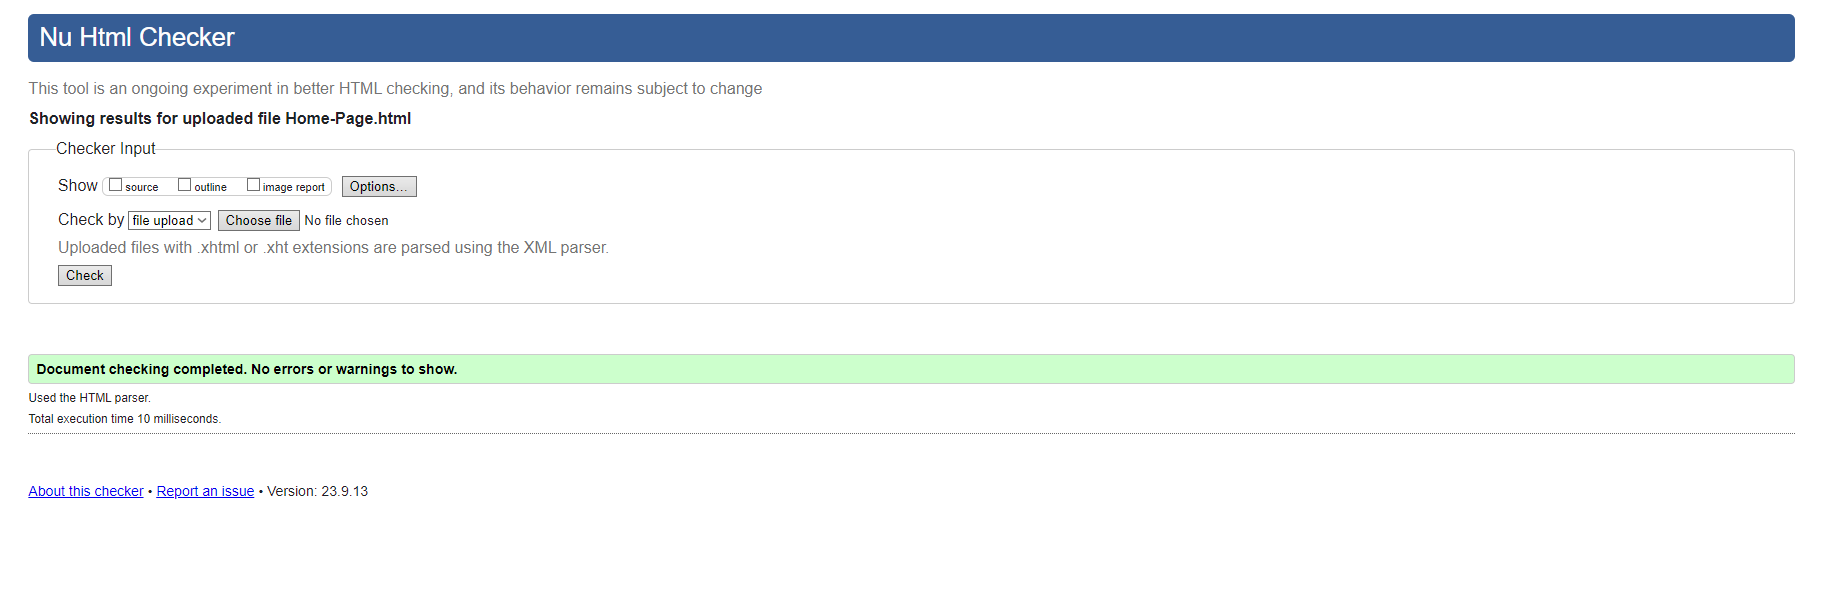 Nu Html Checker
This tool is an ongoing experiment in better HTML checking, and its behavior remains subject to change
Showing results for uploaded file Home-Page.html
Checker Input
Show source outline image report Options...
Check by file upload Choose file No file chosen
Uploaded files with .xhtml or .xht extensions are parsed using the XML parser.
Check
Document checking completed. No errors or warnings to show.
Used the HTML parser.
Total execution time 10 milliseconds.
About this checker • Report an issue • Version: 23.9.13